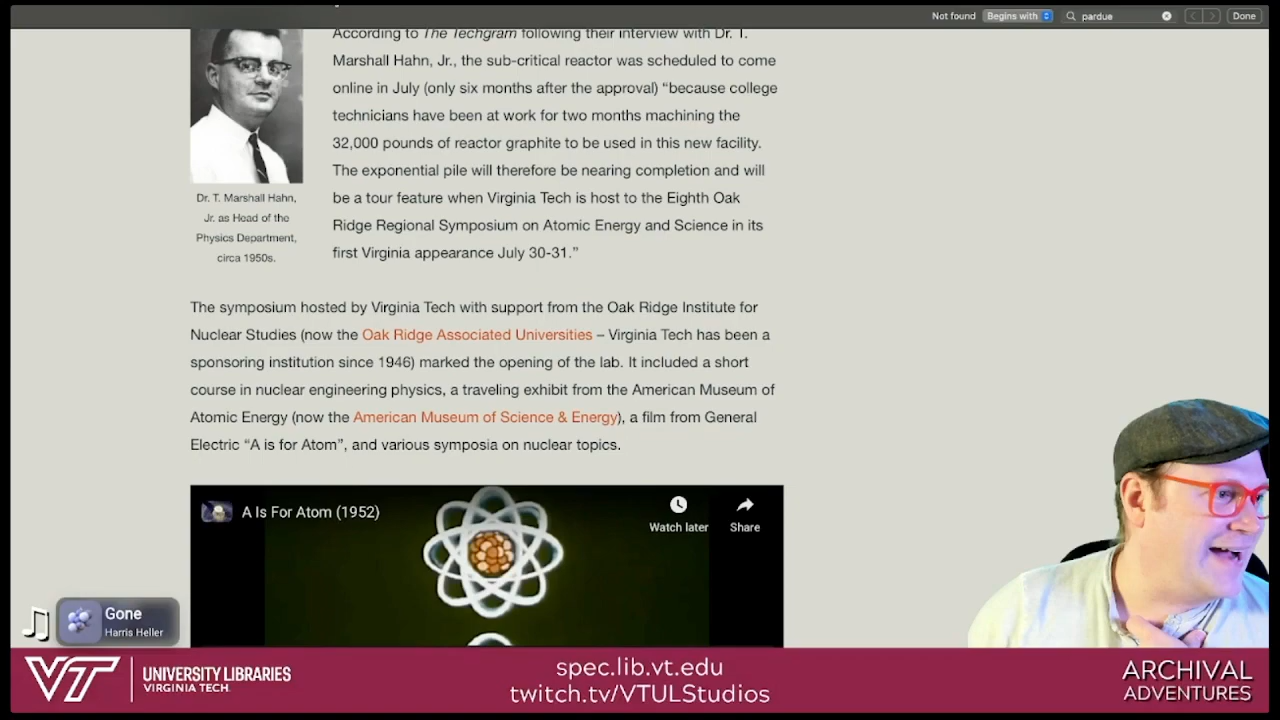 Not found Begins with pardue Done
According to The Techgram following their interview with Dr. T.
Marshall Hahn, Jr., the sub-critical reactor was scheduled to come
online in July (only six months after the approval) “because college
technicians have been at work for two months machining the
32,000 pounds of reactor graphite to be used in this new facility.
The exponential pile will therefore be nearing completion and will
be a tour feature when Virginia Tech is host to the Eighth Oak
Ridge Regional Symposium on Atomic Energy and Science in its
first Virginia appearance July 30-31.”
Dr. T. Marshall Hahn,
Jr. as Head of the
Physics Department,
circa 1950s.
The symposium hosted by Virginia Tech with support from the Oak Ridge Institute for
Nuclear Studies (now the Oak Ridge Associated Universities – Virginia Tech has been a
sponsoring institution since 1946) marked the opening of the lab. It included a short
course in nuclear engineering physics, a traveling exhibit from the American Museum of
Atomic Energy (now the American Museum of Science & Energy), a film from General
Electric “A is for Atom”, and various symposia on nuclear topics.
A Is For Atom (1952)
Watch later
Share
Gone
Harris Heller
VT
UNIVERSITY LIBRARIES
VIRGINIA TECH
spec.lib.vt.edu
twitch.tv/VTULStudios
ARCHIVAL
ADVENTURES